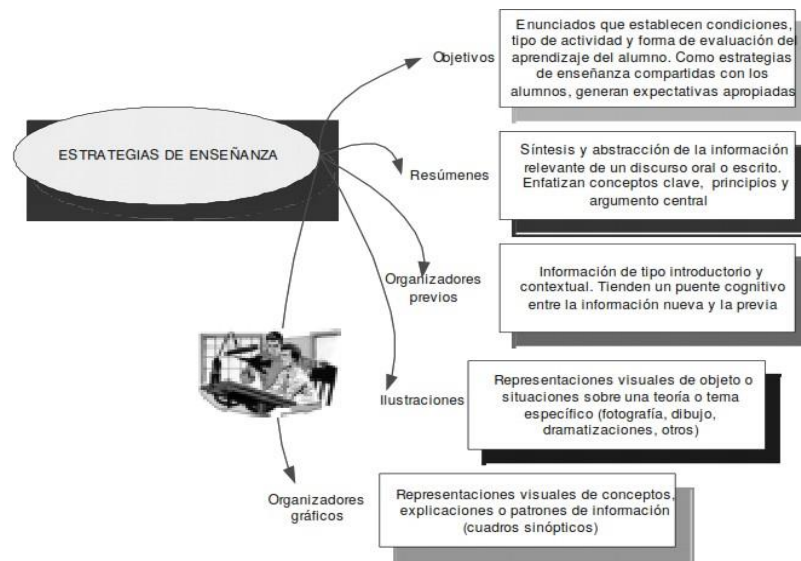 ESTRATEGIAS DE ENSEÑANZA
Objetivos
Enunciados que establecen condiciones,
tipo de actividad y forma de evaluación del
aprendizaje del alumno. Como estrategias
de enseñanza compartidas con los
alumnos, generan expectativas apropiadas
Resúmenes
Síntesis y abstracción de la información
relevante de un discurso oral o escrito.
Enfatizan conceptos clave, principios y
argumento central
Organizadores
previos
Información de tipo introductorio y
contextual. Tienden un puente cognitivo
entre la información nueva y la previa
Ilustraciones
Representaciones visuales de objeto o
situaciones sobre una teoría o tema
específico (fotografía, dibujo,
dramatizaciones, otros)
Organizadores
gráficos
Representaciones visuales de conceptos,
explicaciones o patrones de información
(cuadros sinópticos)